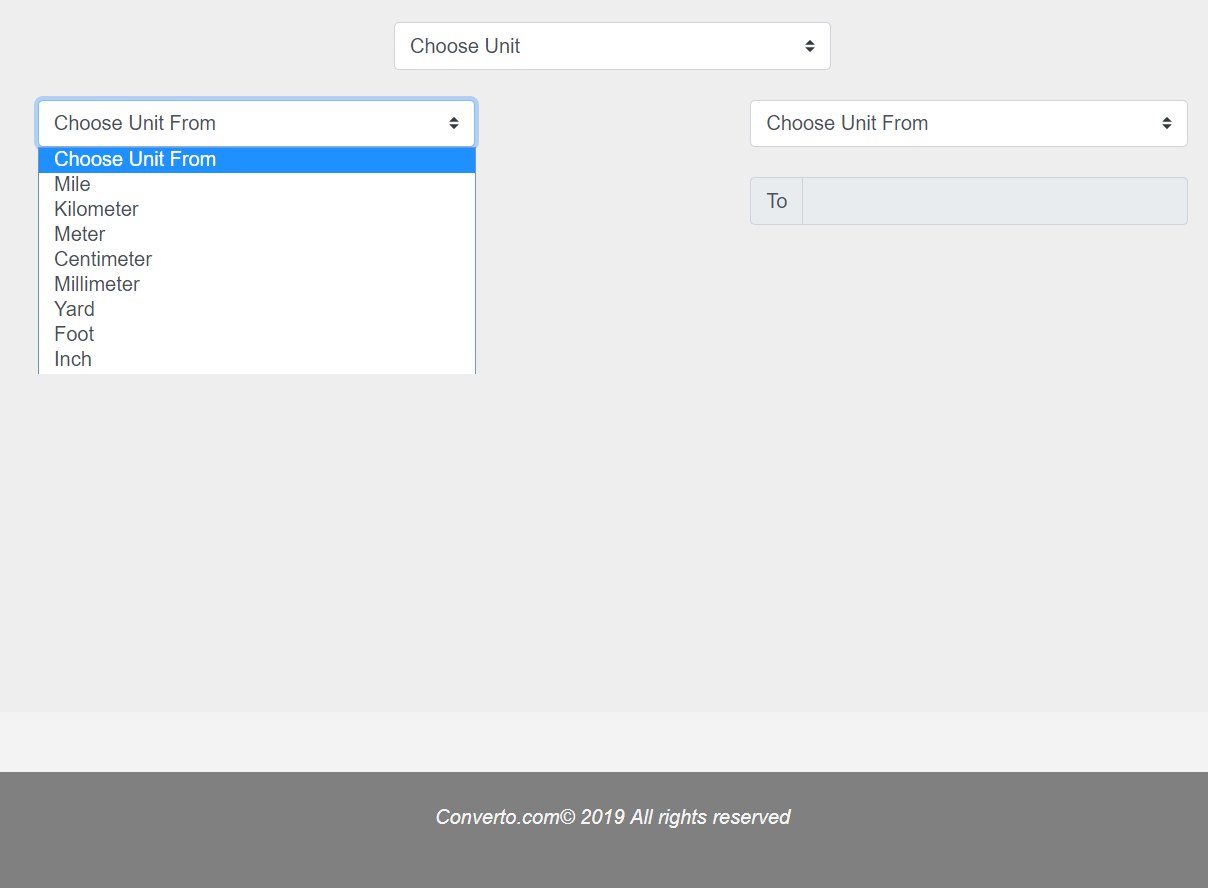 Choose Unit
Choose Unit From
Choose Unit From
Mile
Kilometer
Meter
Centimeter
Millimeter
Yard
Foot
Inch
Choose Unit From
To
Converto.com© 2019 All rights reserved